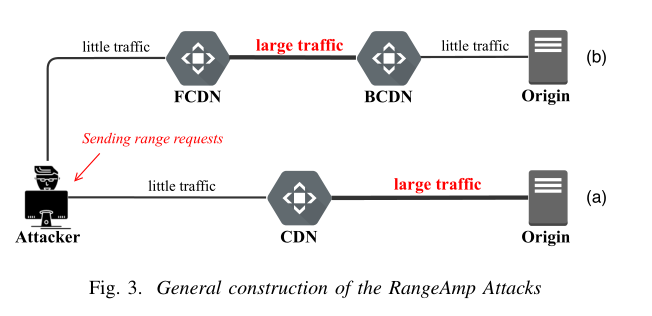 little traffic large traffic little traffic
FCDN BCDN Origin (b)
Sending range requests
little traffic large traffic
Attacker CDN Origin (a)
Fig. 3. General construction of the RangeAmp Attacks